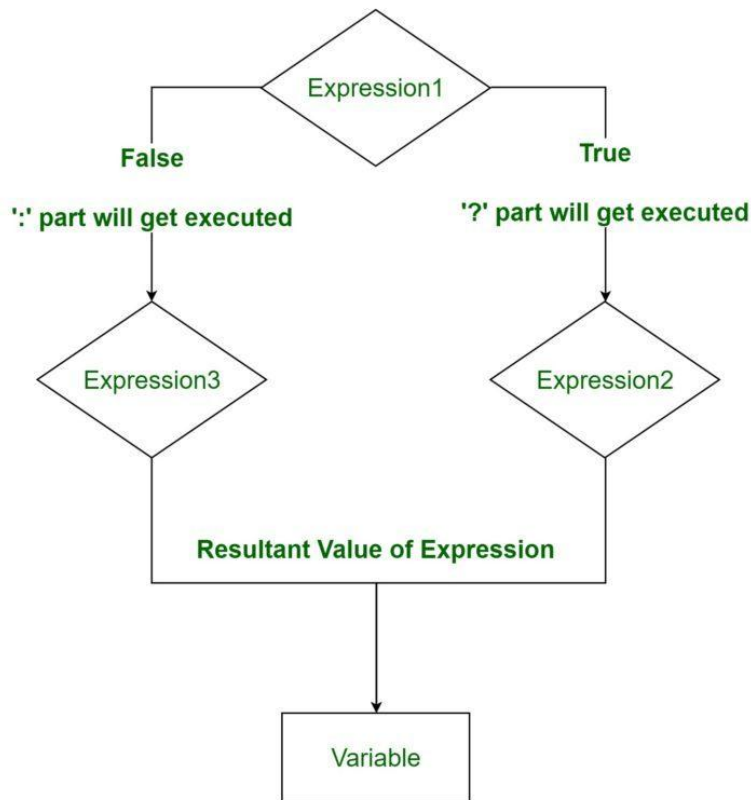 Expression1
False
True
':' part will get executed
'?' part will get executed
Expression3
Expression2
Resultant Value of Expression
Variable